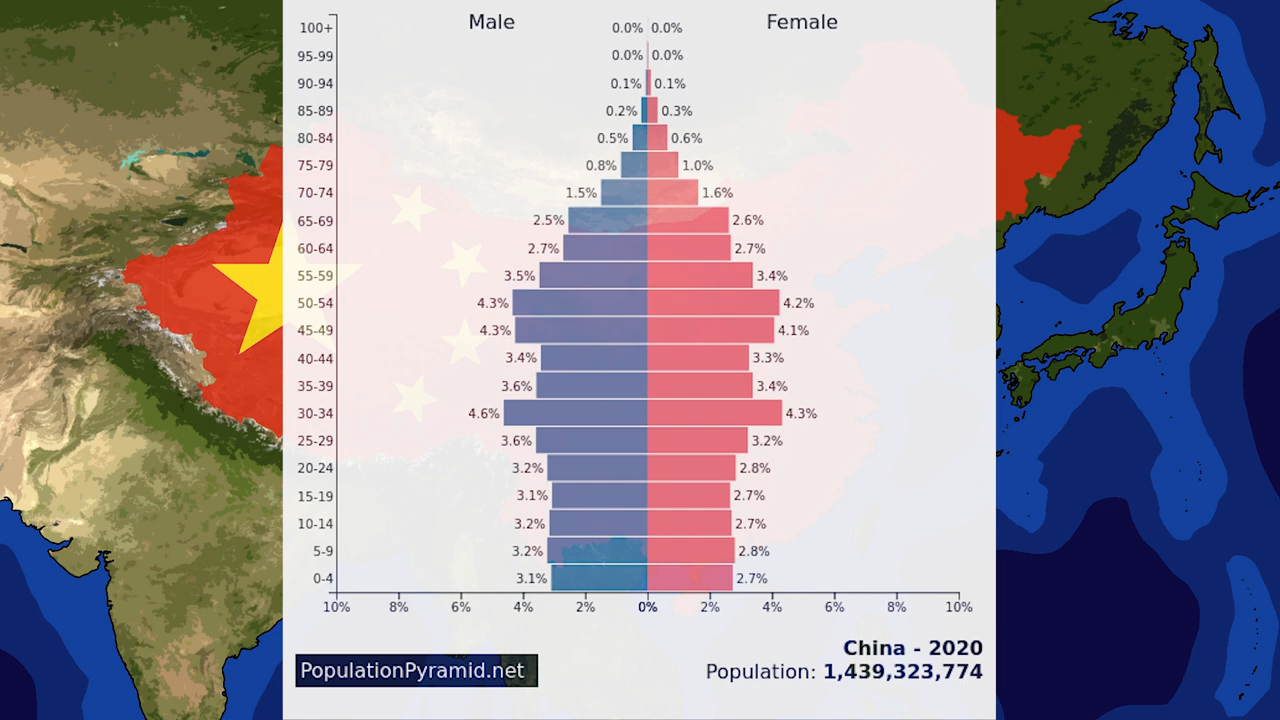 Male Female
100+ 0.0% 0.0%
95-99 0.0% 0.0%
90-94 0.1% 0.1%
85-89 0.2% 0.3%
80-84 0.5% 0.6%
75-79 0.8% 1.0%
70-74 1.5% 1.6%
65-69 2.5% 2.6%
60-64 2.7% 2.7%
55-59 3.5% 3.4%
50-54 4.3% 4.2%
45-49 4.3% 4.1%
40-44 3.4% 3.3%
35-39 3.6% 3.4%
30-34 4.6% 4.3%
25-29 3.6% 3.2%
20-24 3.2% 2.8%
15-19 3.1% 2.7%
10-14 3.2% 2.7%
5-9 3.2% 2.8%
0-4 3.1% 2.7%
10% 8% 6% 4% 2% 0% 2% 4% 6% 8% 10%
China - 2020
PopulationPyramid.net Population: 1,439,323,774